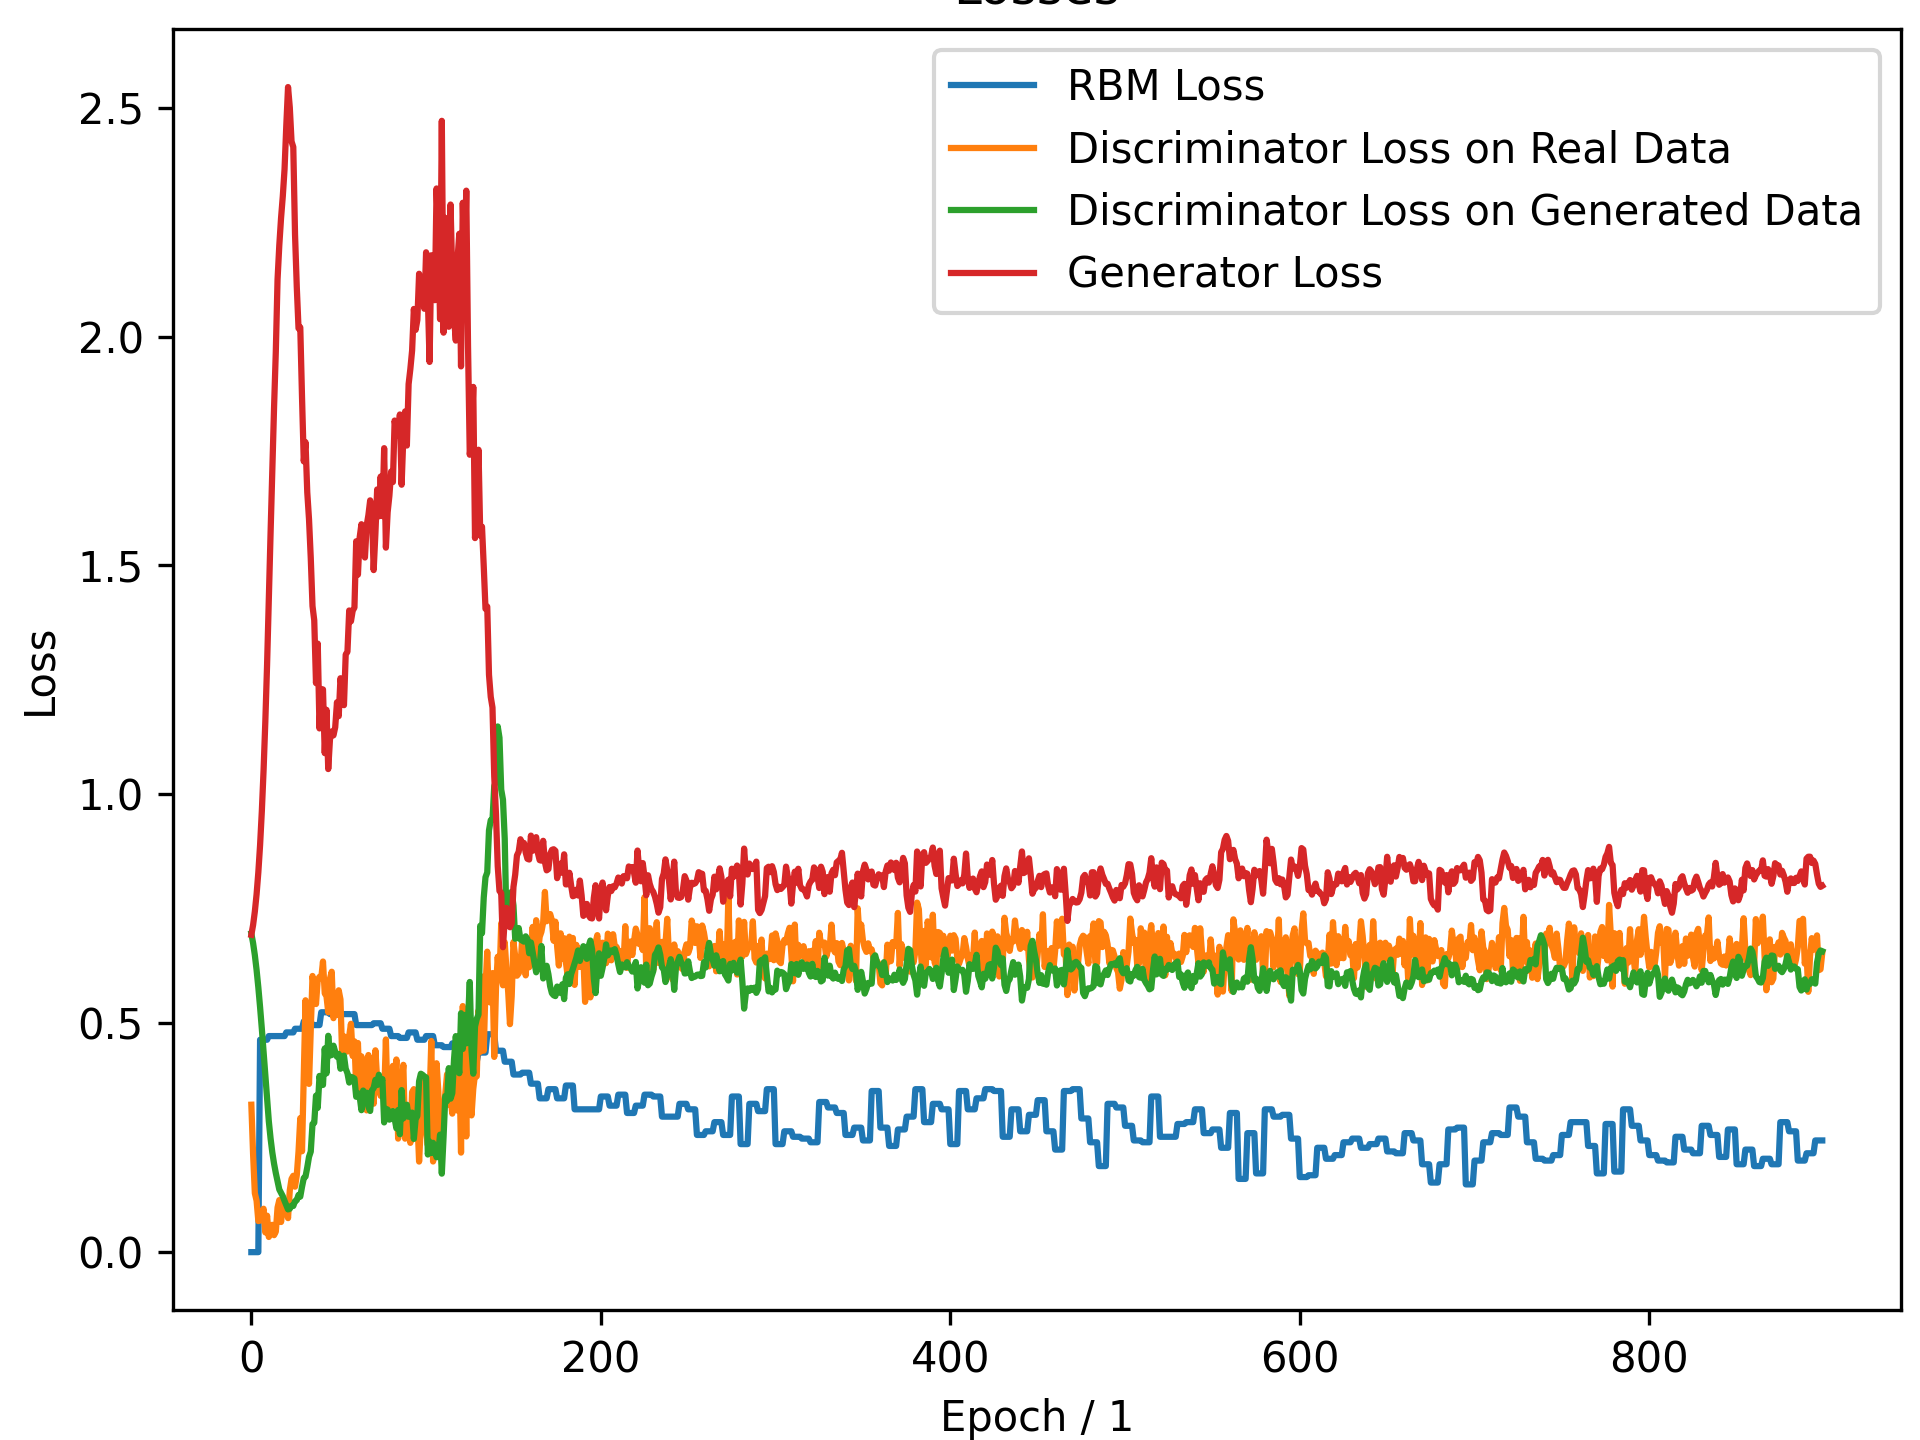 Losses
2.5
2.0
1.5
1.0
0.5
0.0
Loss
RBM Loss
Discriminator Loss on Real Data
Discriminator Loss on Generated Data
Generator Loss
0 200 400 600 800
Epoch / 1